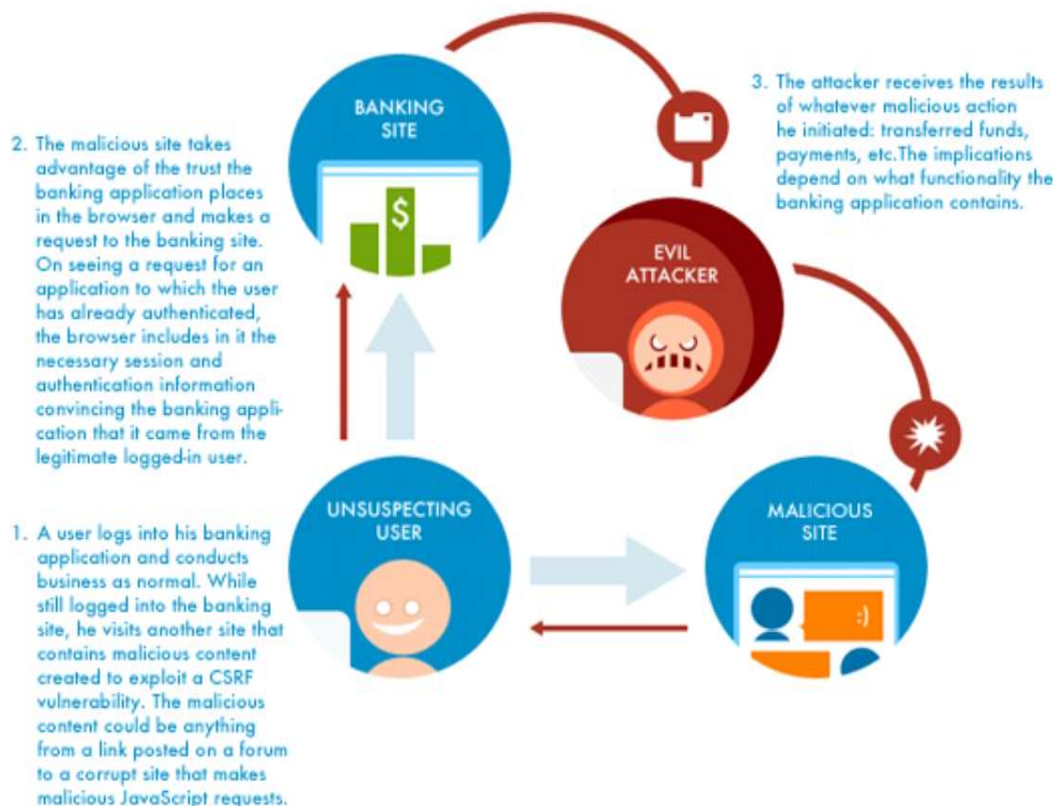 BANKING
SITE
3. The attacker receives the results
of whatever malicious action
he initiated: transferred funds,
payments, etc.The implications
depend on what functionality the
banking application contains.
2. The malicious site takes
advantage of the trust the
banking application places
in the browser and makes a
request to the banking site.
On seeing a request for an
application to which the user
has already authenticated,
the browser includes in it the
necessary session and
authentication information
convincing the banking appli-
cation that it came from the
legitimate logged-in user.
$
EVIL
ATTACKER
UNSUSPECTING
USER
MALICIOUS
SITE
:)
1. A user logs into his banking
application and conducts
business as normal. While
still logged into the banking
site, he visits another site that
contains malicious content
created to exploit a CSRF
vulnerability. The malicious
content could be anything
from a link posted on a forum
to a corrupt site that makes
malicious JavaScript requests.